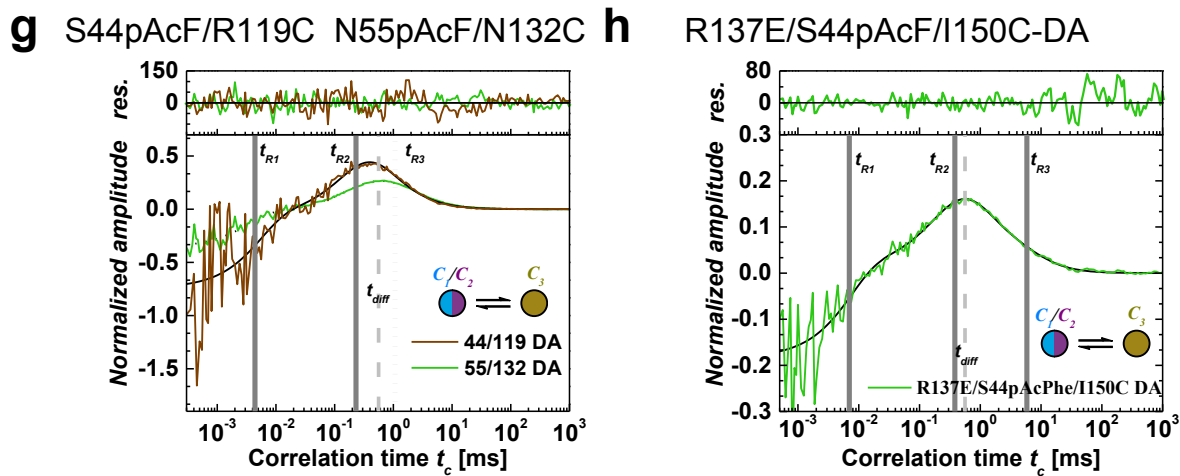 g S44pAcF/R119C N55pAcF/N132C
res.
150
0
Normalized amplitude
0.5
0.0
-0.5
-1.0
-1.5
t_R1 t_R2 t_R3
t_diff
C_1/C_2 C_3
44/119 DA
55/132 DA
10^-3 10^-2 10^-1 10^0 10^1 10^2 10^3
Correlation time t_c [ms]
h R137E/S44pAcF/I150C-DA
res.
80
0
Normalized amplitude
0.3
0.2
0.1
0.0
-0.1
-0.2
-0.3
t_R1 t_R2 t_R3
t_diff
C_1/C_2 C_3
R137E/S44pAcPhe/I150C DA
10^-3 10^-2 10^-1 10^0 10^1 10^2 10^3
Correlation time t_c [ms]